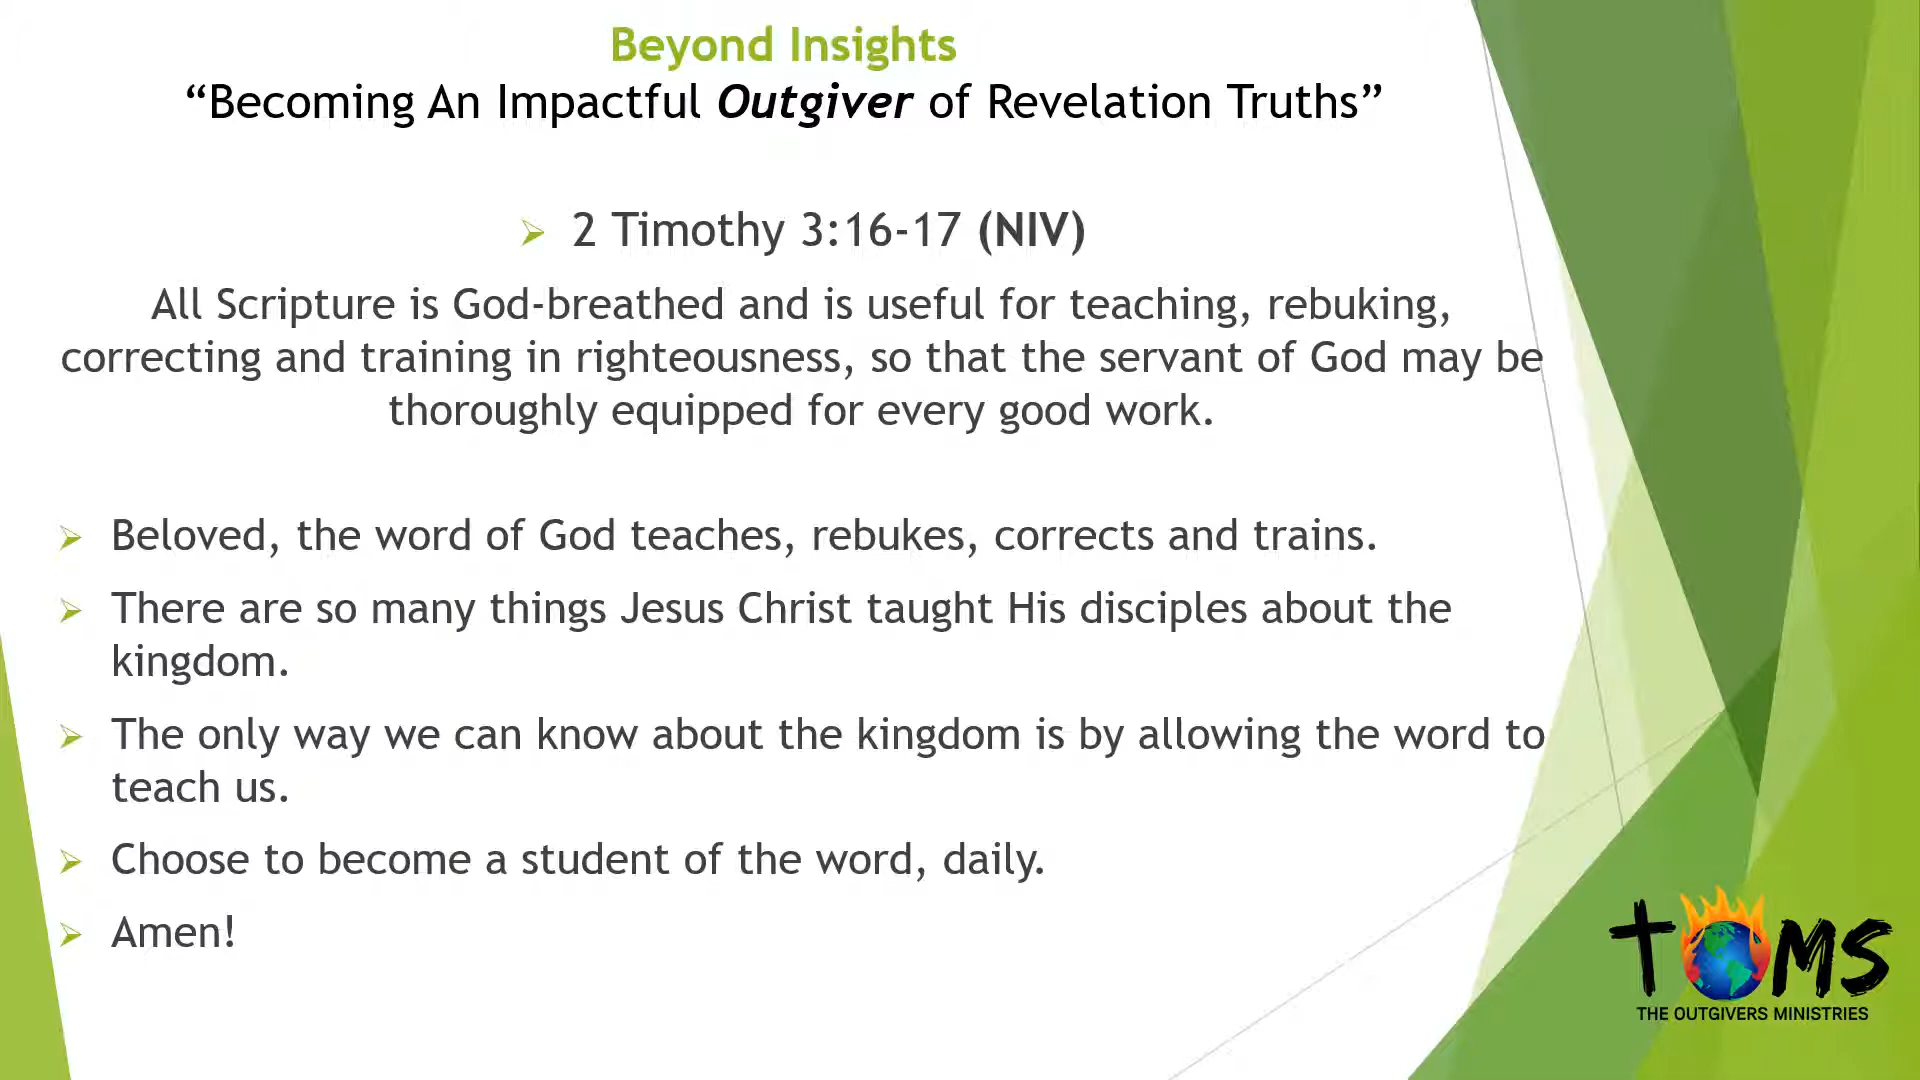 Beyond Insights
“Becoming An Impactful Outgiver of Revelation Truths”
2 Timothy 3:16-17 (NIV)
All Scripture is God-breathed and is useful for teaching, rebuking,
correcting and training in righteousness, so that the servant of God may be
thoroughly equipped for every good work.
Beloved, the word of God teaches, rebukes, corrects and trains.
There are so many things Jesus Christ taught His disciples about the
kingdom.
The only way we can know about the kingdom is by allowing the word to
teach us.
Choose to become a student of the word, daily.
Amen!
TOMS
THE OUTGIVERS MINISTRIES